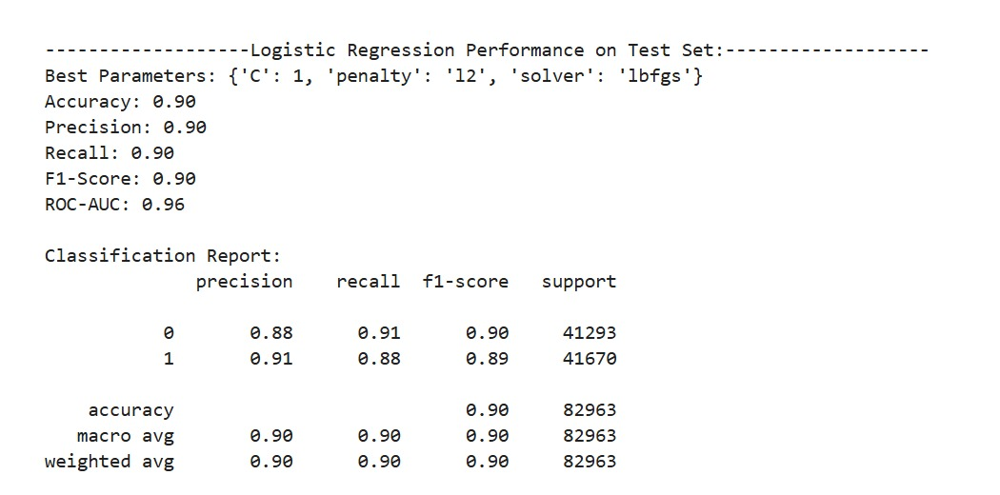 -------------------Logistic Regression Performance on Test Set:-------------------
Best Parameters: {'C': 1, 'penalty': 'l2', 'solver': 'lbfgs'}
Accuracy: 0.90
Precision: 0.90
Recall: 0.90
F1-Score: 0.90
ROC-AUC: 0.96
Classification Report:
precision recall f1-score support
0 0.88 0.91 0.90 41293
1 0.91 0.88 0.89 41670
accuracy 0.90 82963
macro avg 0.90 0.90 0.90 82963
weighted avg 0.90 0.90 0.90 82963